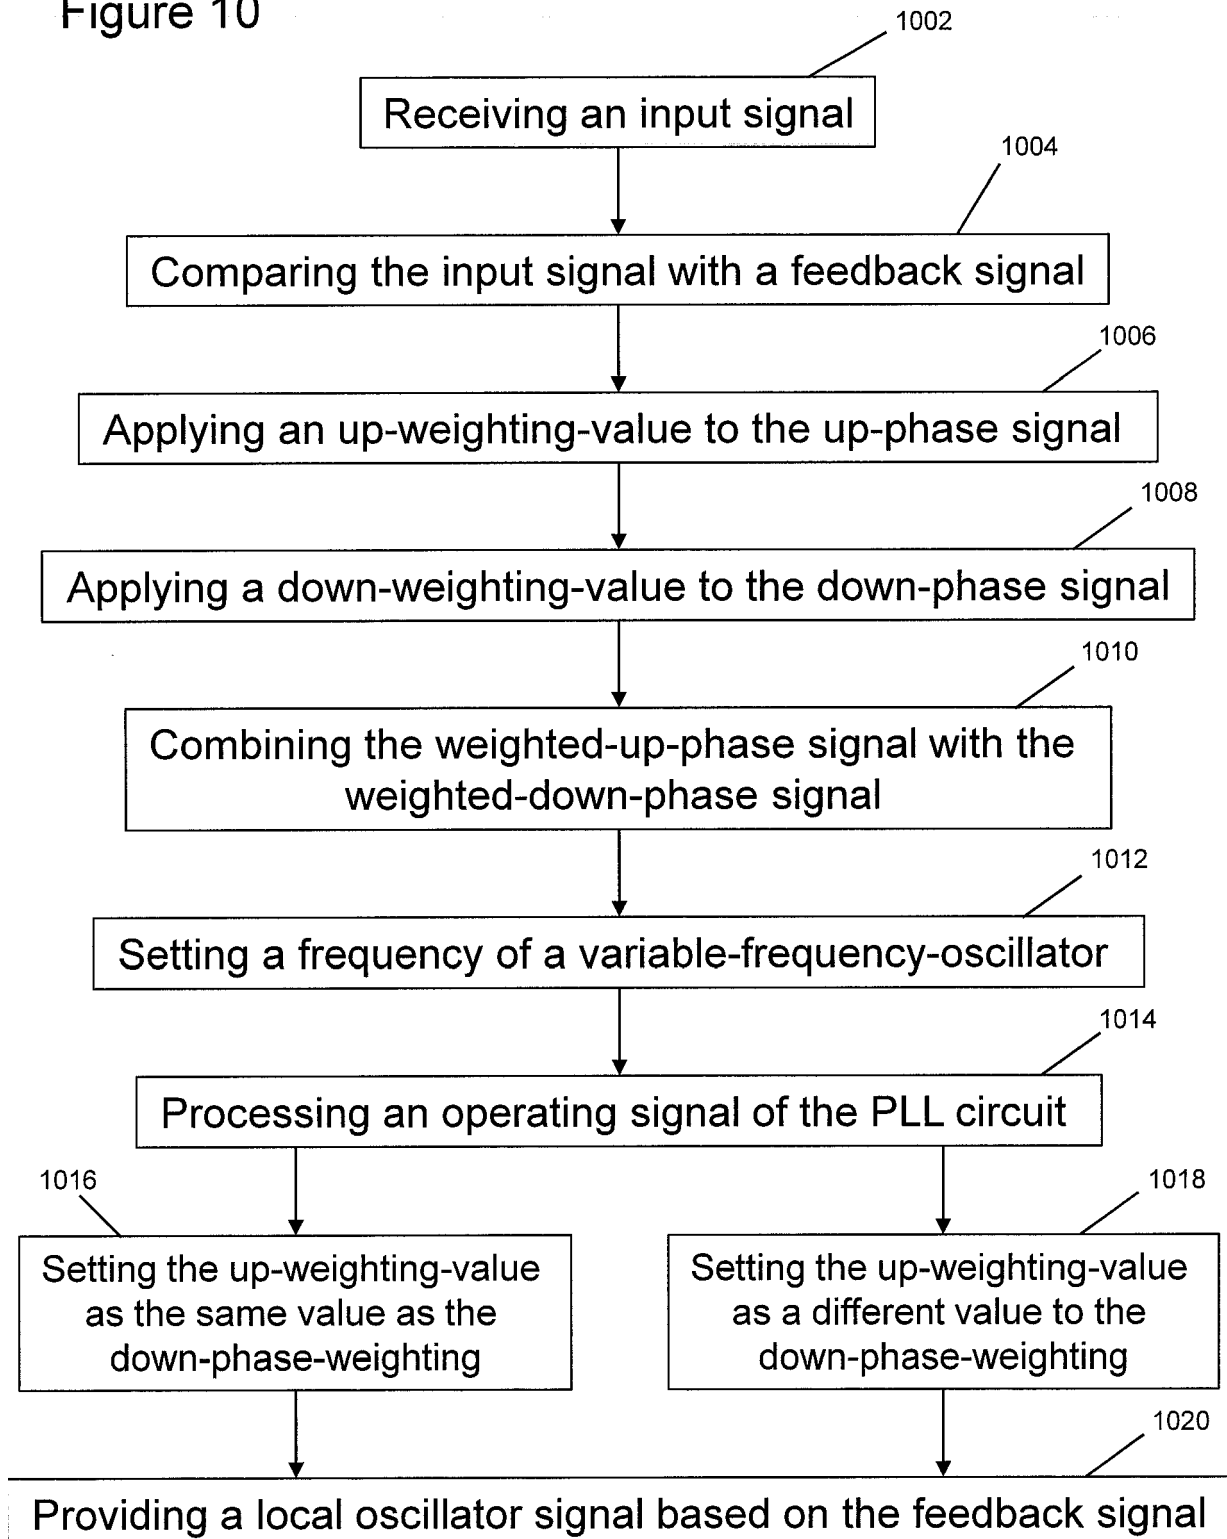 Figure 10
1002
Receiving an input signal
1004
Comparing the input signal with a feedback signal
1006
Applying an up-weighting-value to the up-phase signal
1008
Applying a down-weighting-value to the down-phase signal
1010
Combining the weighted-up-phase signal with the
weighted-down-phase signal
1012
Setting a frequency of a variable-frequency-oscillator
1014
Processing an operating signal of the PLL circuit
1016
Setting the up-weighting-value
as the same value as the
down-phase-weighting
1018
Setting the up-weighting-value
as a different value to the
down-phase-weighting
1020
Providing a local oscillator signal based on the feedback signal